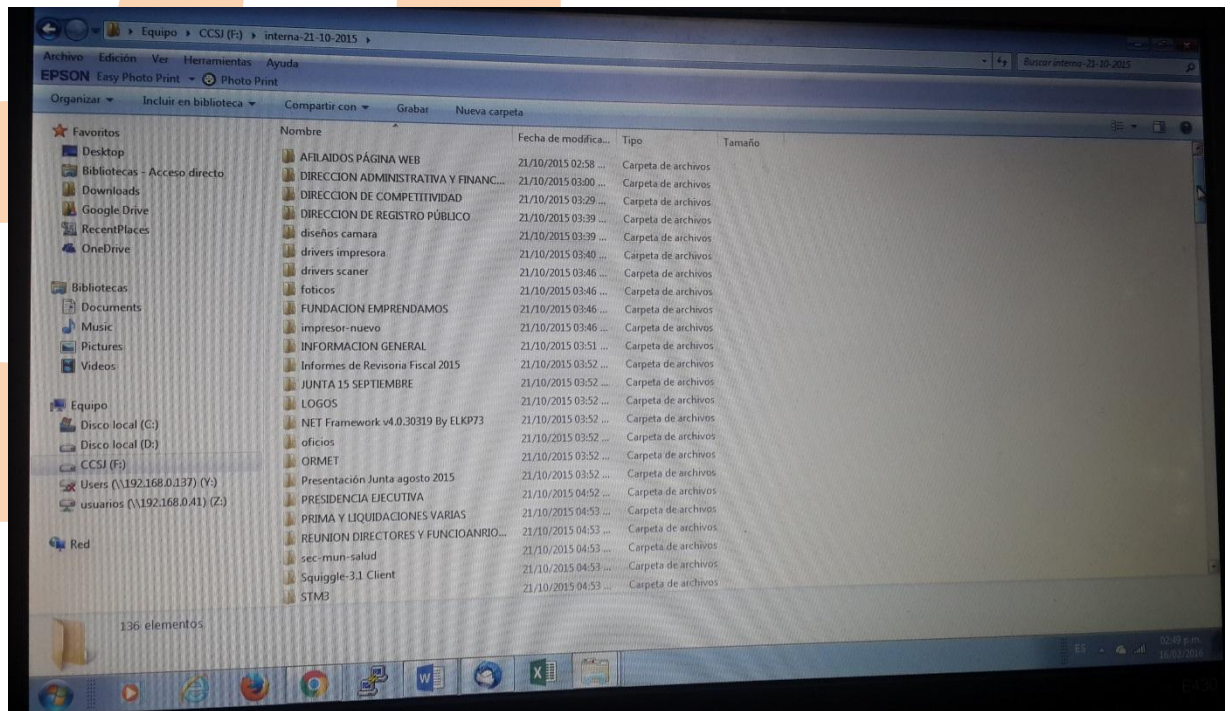 Equipo ▸ CCSJ (F:) ▸ interna-21-10-2015 ▸
Buscar interna-21-10-2015
Archivo Edición Ver Herramientas Ayuda
EPSON Easy Photo Print Photo Print
Organizar Incluir en biblioteca Compartir con Grabar Nueva carpeta
Favoritos
Desktop
Bibliotecas - Acceso directo
Downloads
Google Drive
RecentPlaces
OneDrive
Bibliotecas
Documents
Music
Pictures
Videos
Equipo
Disco local (C:)
Disco local (D:)
CCSJ (F:)
Users (\\192.168.0.137) (Y:)
usuarios (\\192.168.0.41) (Z:)
Red
Nombre Fecha de modifica... Tipo Tamaño
AFILAIDOS PÁGINA WEB 21/10/2015 02:58 ... Carpeta de archivos
DIRECCION ADMINISTRATIVA Y FINANC... 21/10/2015 03:00 ... Carpeta de archivos
DIRECCION DE COMPETITIVIDAD 21/10/2015 03:29 ... Carpeta de archivos
DIRECCION DE REGISTRO PÚBLICO 21/10/2015 03:39 ... Carpeta de archivos
diseños camara 21/10/2015 03:39 ... Carpeta de archivos
drivers impresora 21/10/2015 03:40 ... Carpeta de archivos
drivers scaner 21/10/2015 03:46 ... Carpeta de archivos
foticos 21/10/2015 03:46 ... Carpeta de archivos
FUNDACION EMPRENDAMOS 21/10/2015 03:46 ... Carpeta de archivos
impresor-nuevo 21/10/2015 03:46 ... Carpeta de archivos
INFORMACION GENERAL 21/10/2015 03:51 ... Carpeta de archivos
Informes de Revisoria Fiscal 2015 21/10/2015 03:52 ... Carpeta de archivos
JUNTA 15 SEPTIEMBRE 21/10/2015 03:52 ... Carpeta de archivos
LOGOS 21/10/2015 03:52 ... Carpeta de archivos
NET Framework v4.0.30319 By ELKP73 21/10/2015 03:52 ... Carpeta de archivos
oficios 21/10/2015 03:52 ... Carpeta de archivos
ORMET 21/10/2015 03:52 ... Carpeta de archivos
Presentación Junta agosto 2015 21/10/2015 03:52 ... Carpeta de archivos
PRESIDENCIA EJECUTIVA 21/10/2015 04:52 ... Carpeta de archivos
PRIMA Y LIQUIDACIONES VARIAS 21/10/2015 04:53 ... Carpeta de archivos
REUNION DIRECTORES Y FUNCIOANRIO... 21/10/2015 04:53 ... Carpeta de archivos
sec-mun-salud 21/10/2015 04:53 ... Carpeta de archivos
Squiggle-3.1 Client 21/10/2015 04:53 ... Carpeta de archivos
STM3 21/10/2015 04:53 ... Carpeta de archivos
136 elementos
ES
02:49 p.m.
16/02/2016